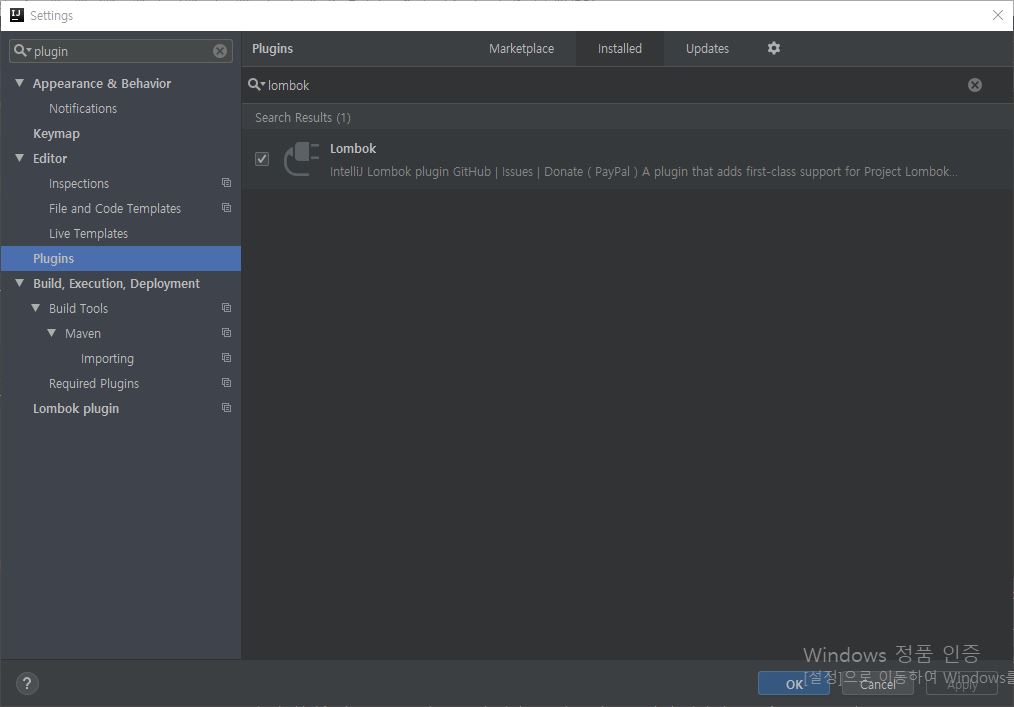 Settings
plugin
Plugins
Marketplace
Installed
Updates
lombok
Search Results (1)
Lombok
IntelliJ Lombok plugin GitHub | Issues | Donate ( PayPal ) A plugin that adds first-class support for Project Lombok...
Appearance & Behavior
Notifications
Keymap
Editor
Inspections
File and Code Templates
Live Templates
Plugins
Build, Execution, Deployment
Build Tools
Maven
Importing
Required Plugins
Lombok plugin
Windows 정품 인증
[설정]으로 이동하여 Windows를
?
OK
Cancel
Apply